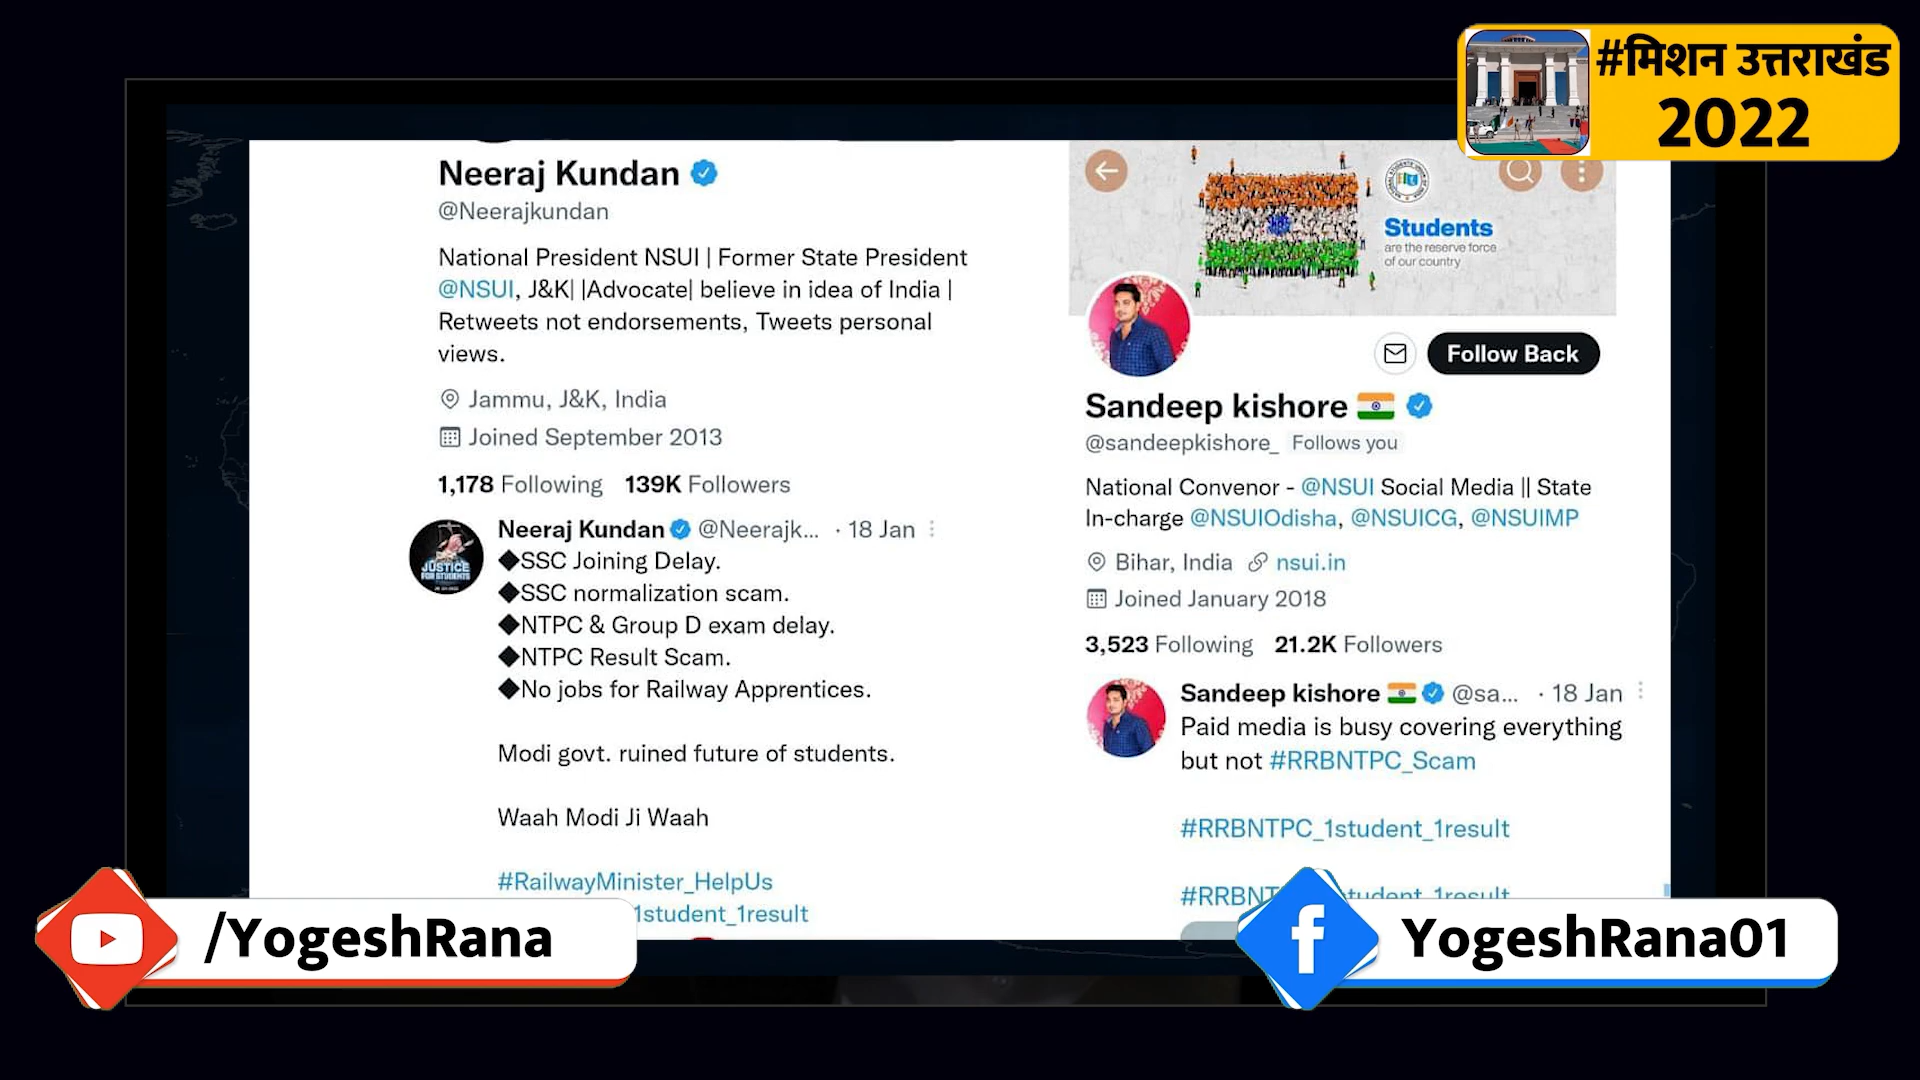 #मिशन उत्तराखंड
2022
Neeraj Kundan
@Neerajkundan
National President NSUI | Former State President
@NSUI, J&K| |Advocate| believe in idea of India |
Retweets not endorsements, Tweets personal
views.
Jammu, J&K, India
Joined September 2013
1,178 Following 139K Followers
JUSTICE
FOR STUDENTS
Neeraj Kundan @Neerajk... · 18 Jan
◆SSC Joining Delay.
◆SSC normalization scam.
◆NTPC & Group D exam delay.
◆NTPC Result Scam.
◆No jobs for Railway Apprentices.
Modi govt. ruined future of students.
Waah Modi Ji Waah
#RailwayMinister_HelpUs
1student_1result
Students
are the reserve force
of our country
Follow Back
Sandeep kishore
@sandeepkishore_ Follows you
National Convenor - @NSUI Social Media || State
In-charge @NSUIOdisha, @NSUICG, @NSUIMP
Bihar, India nsui.in
Joined January 2018
3,523 Following 21.2K Followers
Sandeep kishore @sa... · 18 Jan
Paid media is busy covering everything
but not #RRBNTPC_Scam
#RRBNTPC_1student_1result
#RRBNT tudent_1result
/YogeshRana
f YogeshRana01